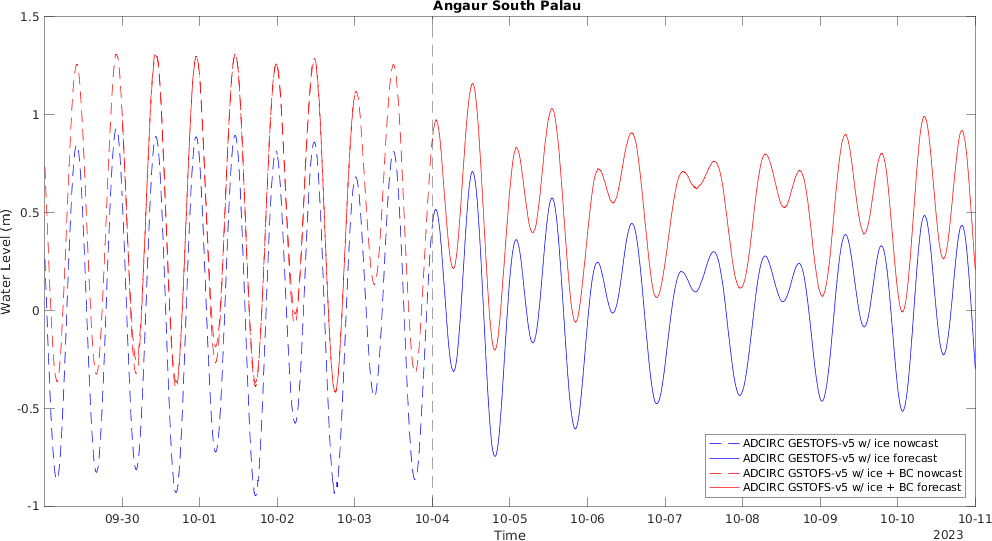 Angaur South Palau
1.5
1
0.5
0
-0.5
-1
Water Level (m)
09-30
10-01
10-02
10-03
10-04
10-05
10-06
10-07
10-08
10-09
10-10
10-11
Time
2023
ADCIRC GESTOFS-v5 w/ ice nowcast
ADCIRC GESTOFS-v5 w/ ice forecast
ADCIRC GSTOFS-v5 w/ ice + BC nowcast
ADCIRC GSTOFS-v5 w/ ice + BC forecast